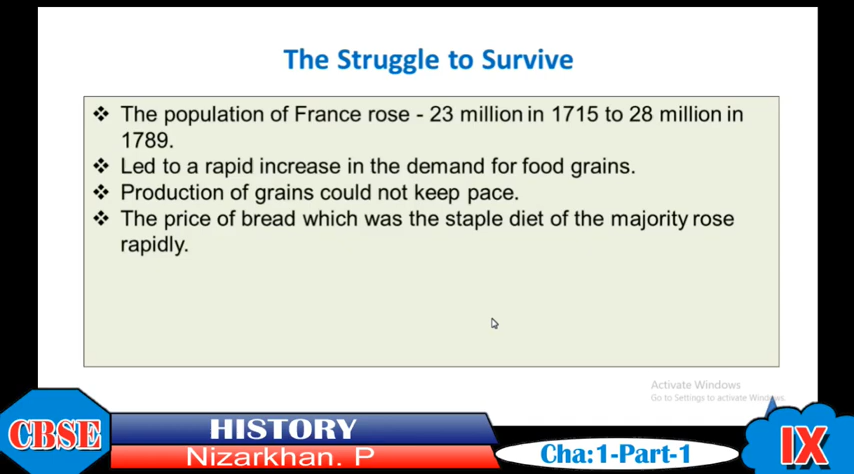 The Struggle to Survive
❖ The population of France rose - 23 million in 1715 to 28 million in
1789.
❖ Led to a rapid increase in the demand for food grains.
❖ Production of grains could not keep pace.
❖ The price of bread which was the staple diet of the majority rose
rapidly.
Activate Windows
Go to Settings to activate Windows.
CBSE
HISTORY
Nizarkhan. P
Cha:1-Part-1
IX